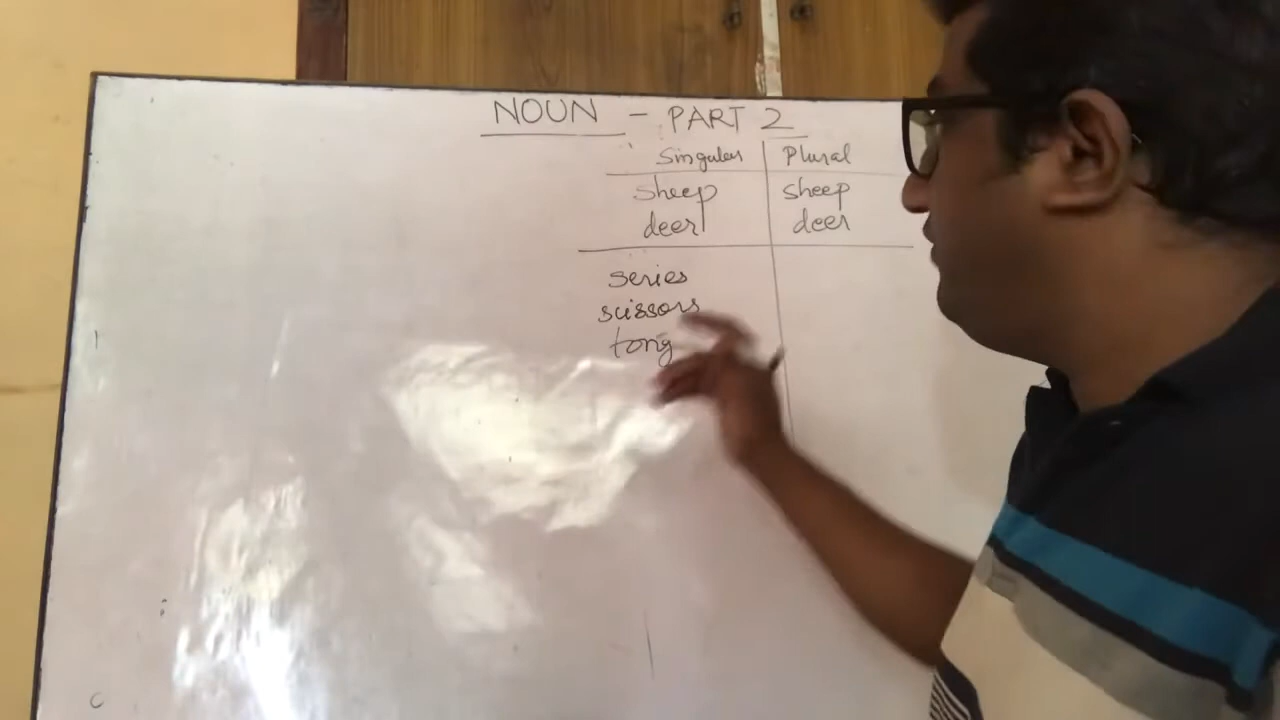 NOUN - PART 2
Singular Plural
sheep sheep
deer deer
series
scissors
tong